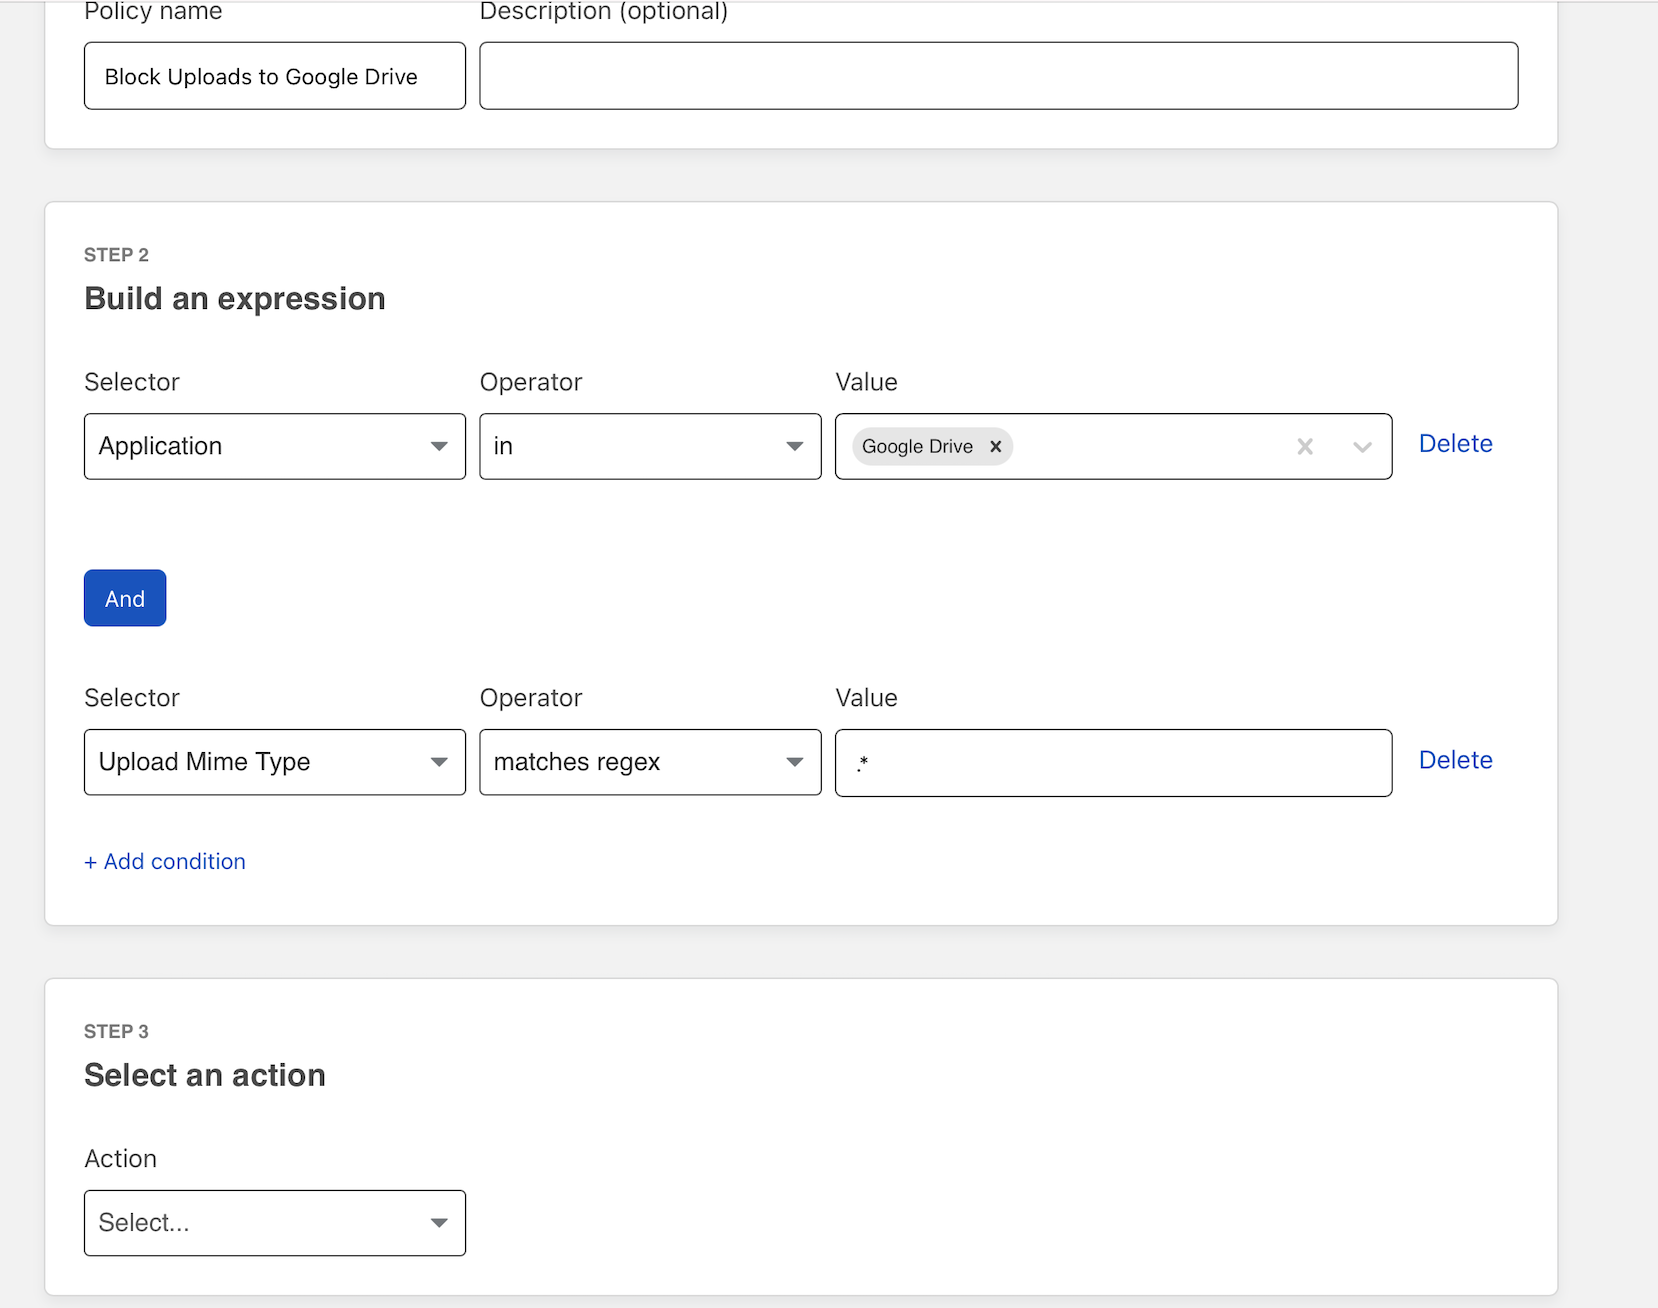 Policy name Description (optional)
Block Uploads to Google Drive
STEP 2
Build an expression
Selector Operator Value
Application in Google Drive Delete
And
Selector Operator Value
Upload Mime Type matches regex .* Delete
+ Add condition
STEP 3
Select an action
Action
Select...